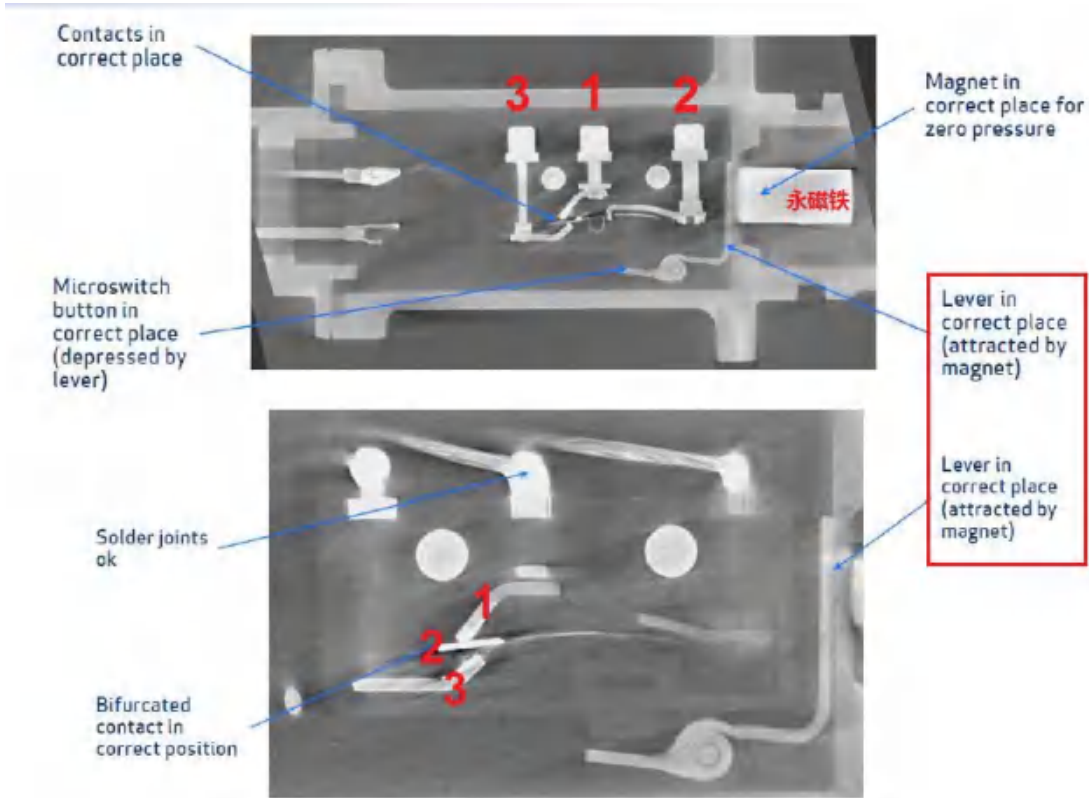 Contacts in
correct place
3 1 2
Magnet in
correct place for
zero pressure
永磁铁
Microswitch
button in
correct place
(depressed by
lever)
Lever in
correct place
(attracted by
magnet)
Lever in
correct place
(attracted by
magnet)
Solder joints
ok
1
2
3
Bifurcated
contact in
correct position